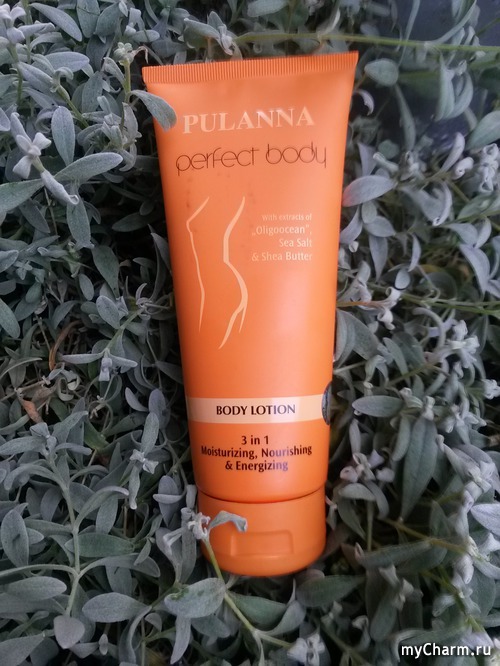 PULANNA
perfect body
With extracts of
„Oligoocean”,
Sea Salt
& Shea Butter
BODY LOTION
3 in 1
Moisturizing, Nourishing
& Energizing
myCharm.ru